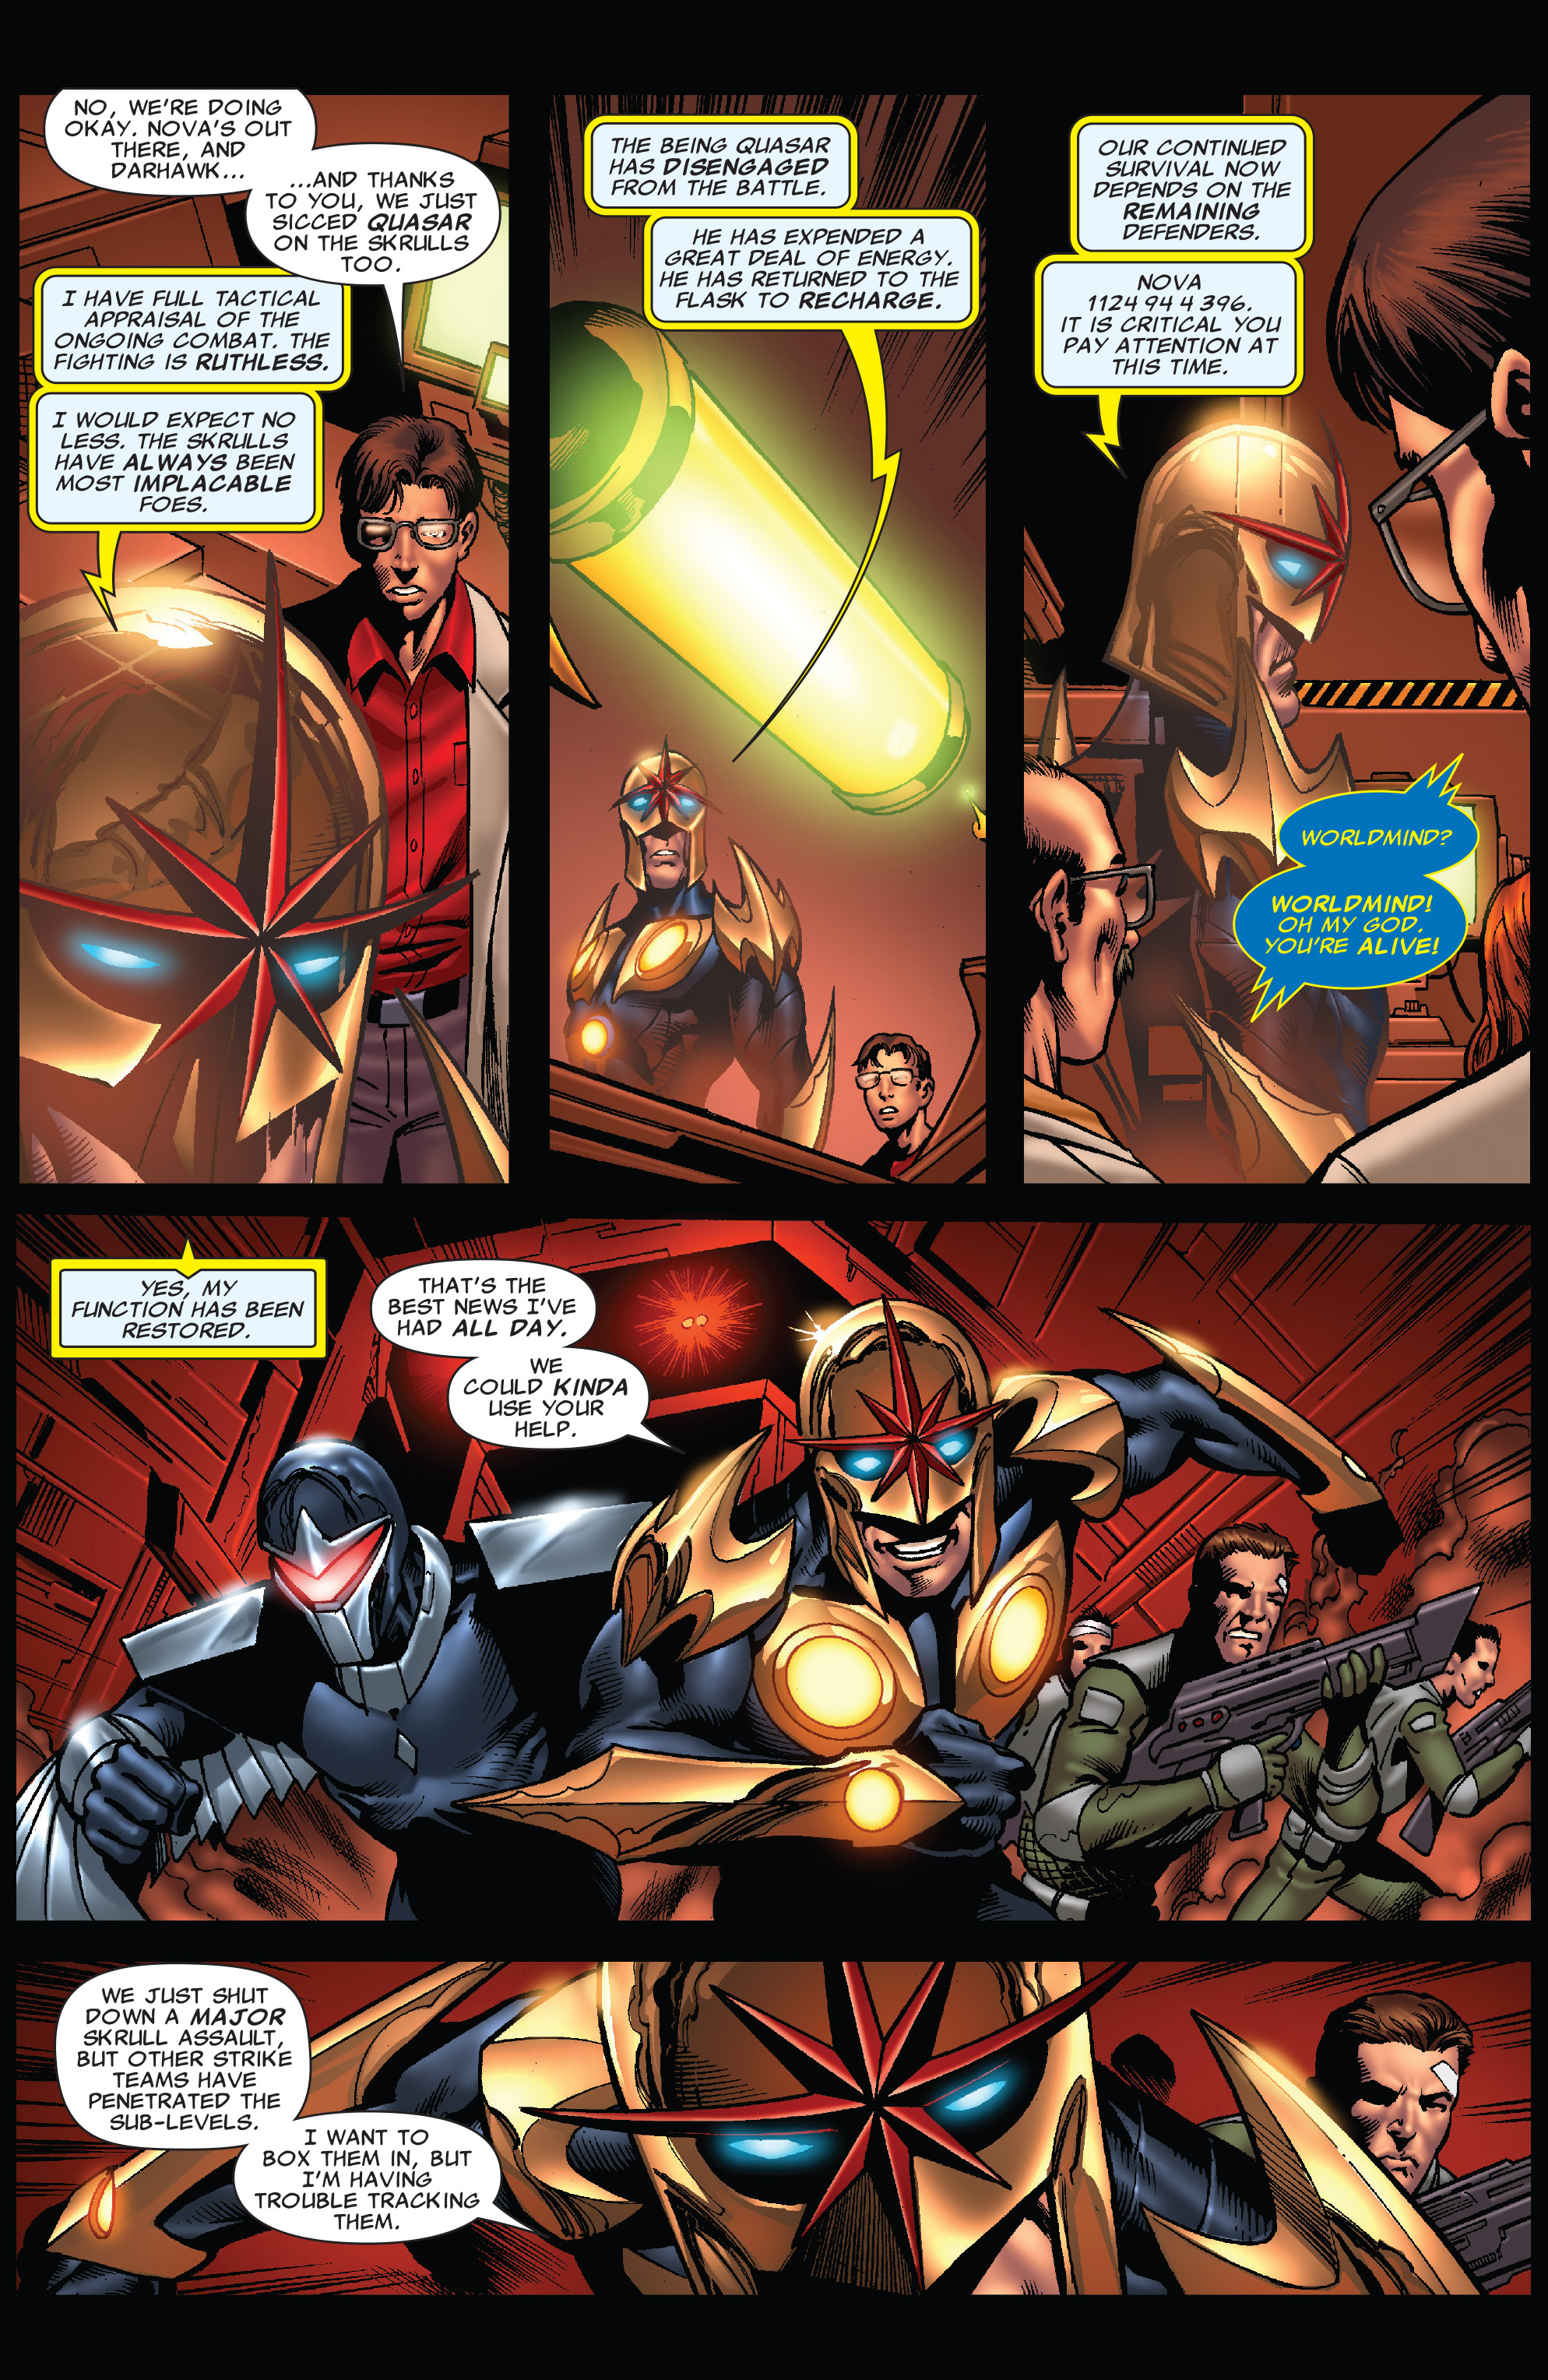 NO, WE'RE DOING
OKAY. NOVA'S OUT
THERE, AND
DARHAWK...
...AND THANKS
TO YOU, WE JUST
SICCED QUASAR
ON THE SKRULLS
TOO.
I HAVE FULL TACTICAL
APPRAISAL OF THE
ONGOING COMBAT. THE
FIGHTING IS RUTHLESS.
I WOULD EXPECT NO
LESS. THE SKRULLS
HAVE ALWAYS BEEN
MOST IMPLACABLE
FOES.
THE BEING QUASAR
HAS DISENGAGED
FROM THE BATTLE.
HE HAS EXPENDED A
GREAT DEAL OF ENERGY.
HE HAS RETURNED TO THE
FLASK TO RECHARGE.
OUR CONTINUED
SURVIVAL NOW
DEPENDS ON THE
REMAINING
DEFENDERS.
NOVA
1124 94 4 396.
IT IS CRITICAL YOU
PAY ATTENTION AT
THIS TIME.
WORLDMIND?
WORLDMIND!
OH MY GOD.
YOU'RE ALIVE!
YES, MY
FUNCTION HAS BEEN
RESTORED.
THAT'S THE
BEST NEWS I'VE
HAD ALL DAY.
WE
COULD KINDA
USE YOUR
HELP.
WE JUST SHUT
DOWN A MAJOR
SKRULL ASSAULT,
BUT OTHER STRIKE
TEAMS HAVE
PENETRATED THE
SUB-LEVELS.
I WANT TO
BOX THEM IN, BUT
I'M HAVING
TROUBLE TRACKING
THEM.